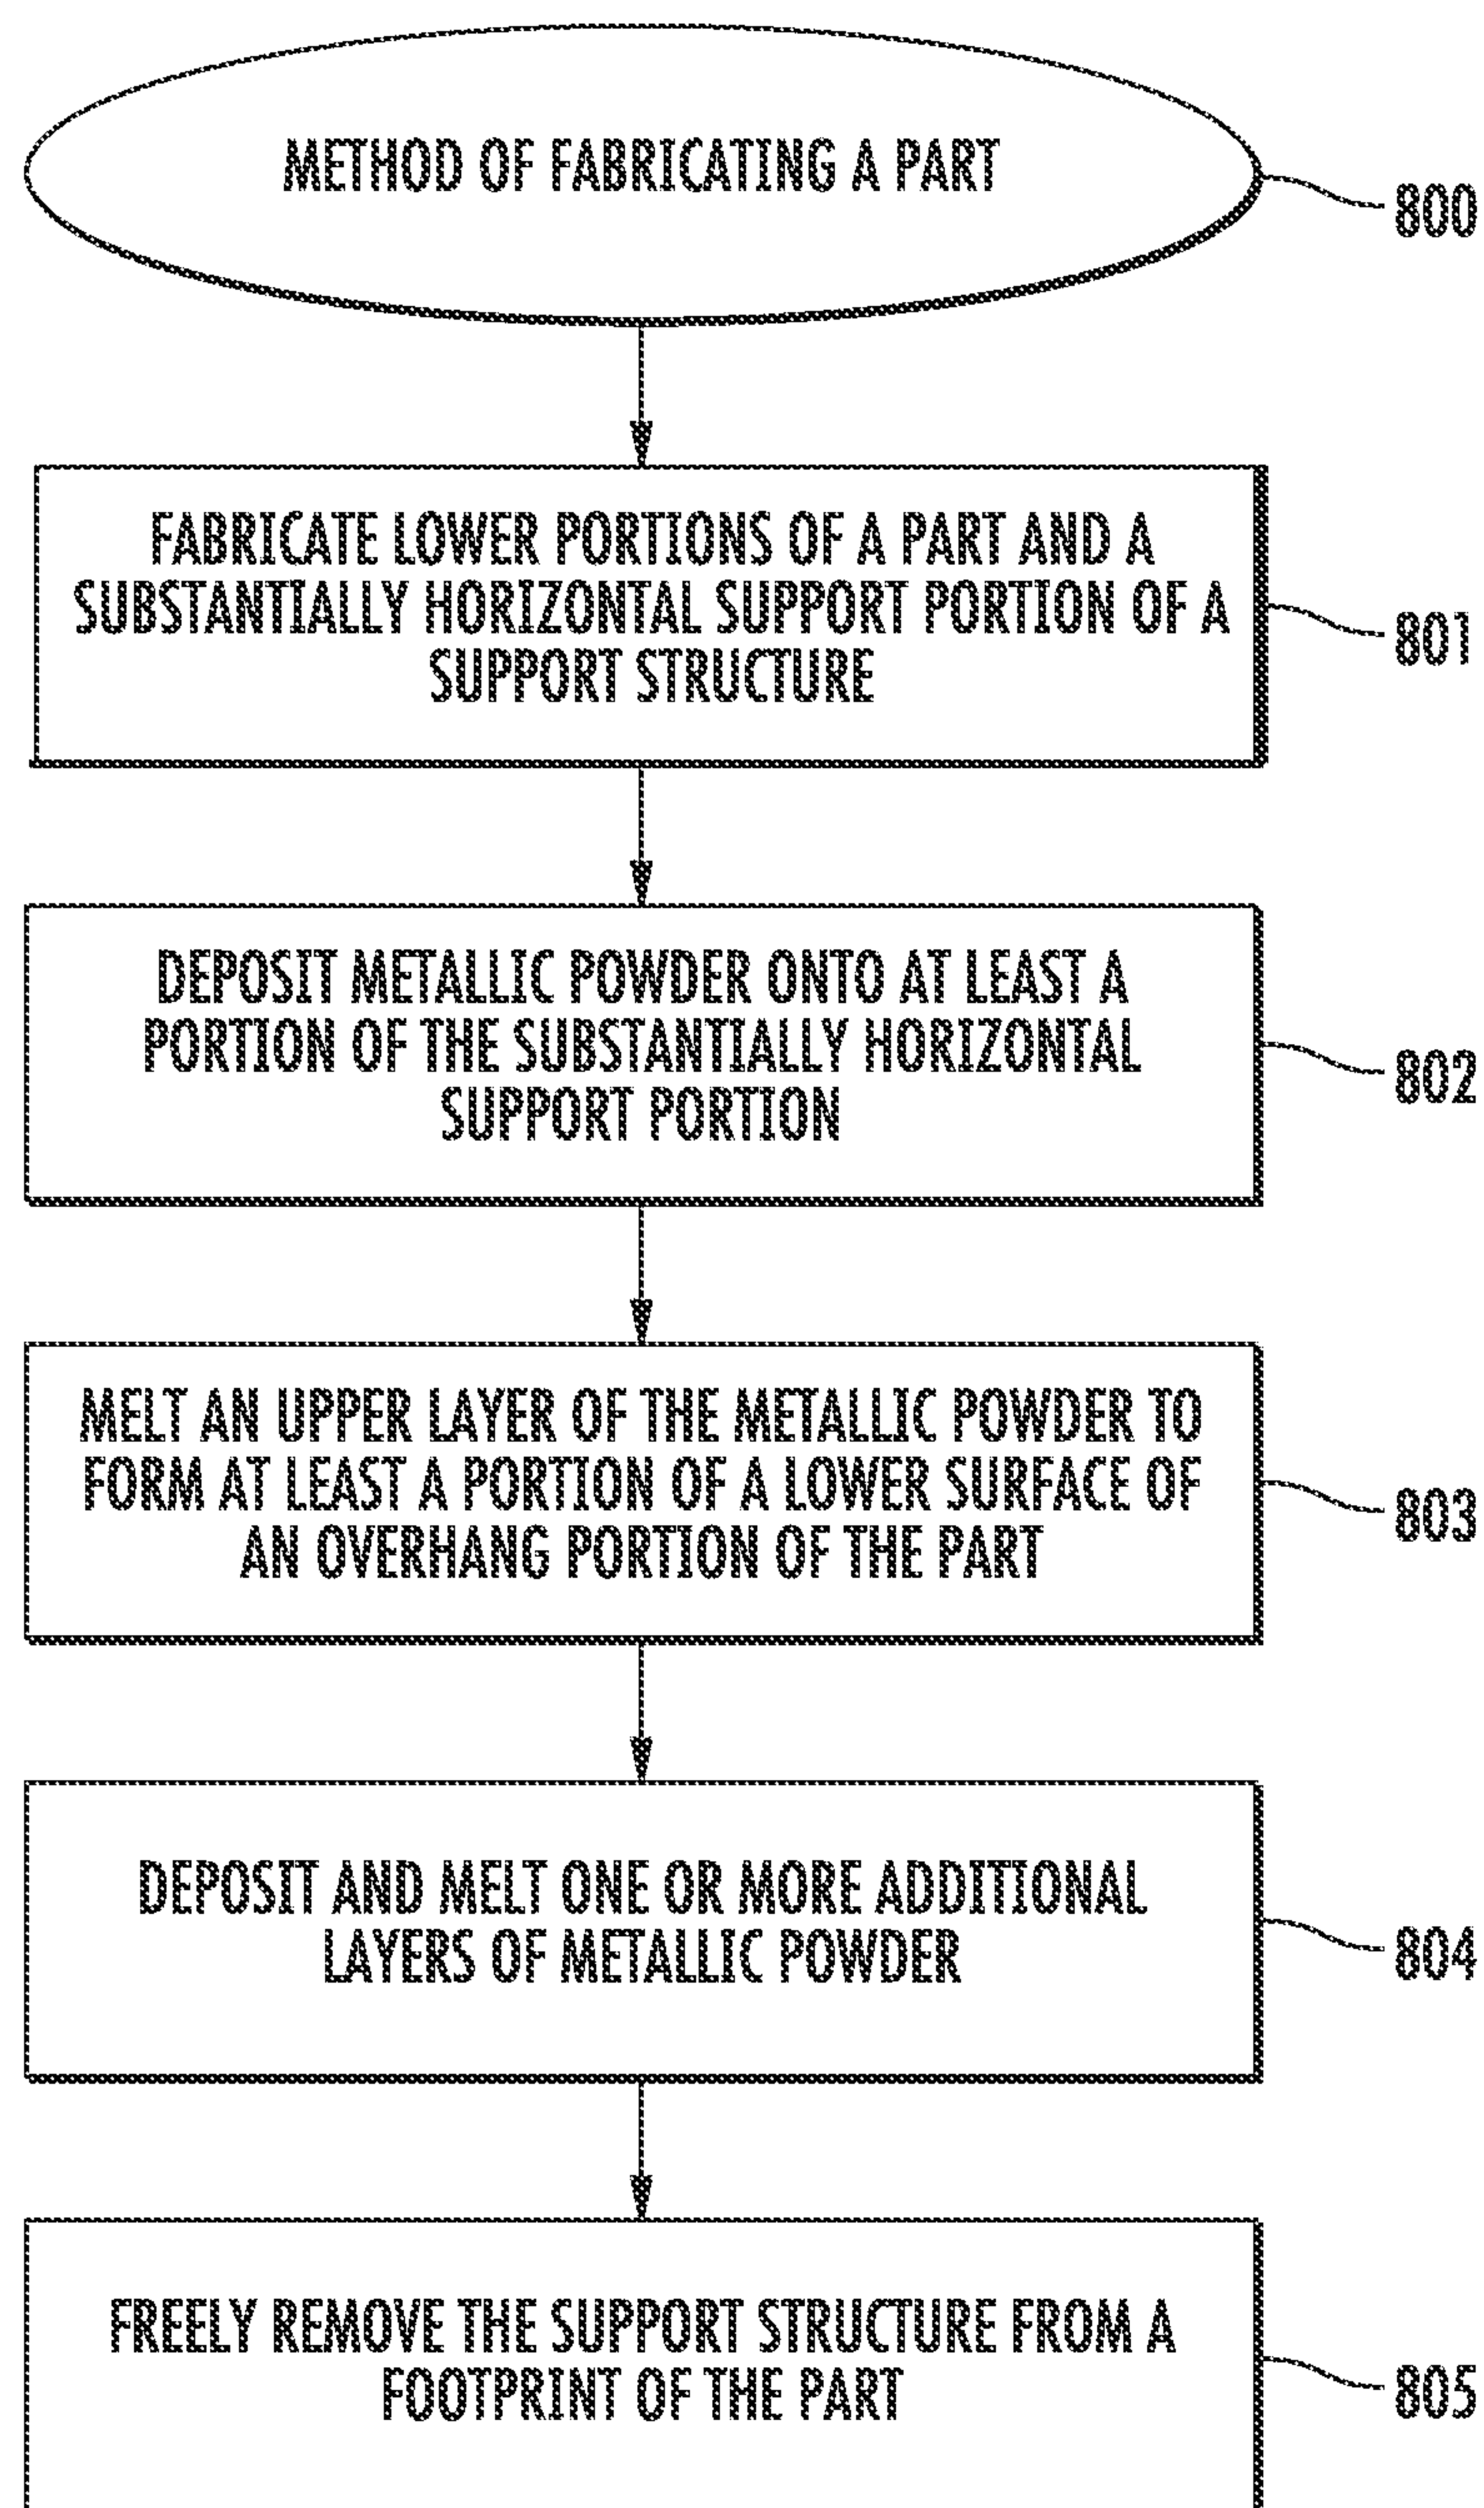 METHOD OF FABRICATING A PART
800
FABRICATE LOWER PORTIONS OF A PART AND A
SUBSTANTIALLY HORIZONTAL SUPPORT PORTION OF A
SUPPORT STRUCTURE
801
DEPOSIT METALLIC POWDER ONTO AT LEAST A
PORTION OF THE SUBSTANTIALLY HORIZONTAL
SUPPORT PORTION
802
MELT AN UPPER LAYER OF THE METALLIC POWDER TO
FORM AT LEAST A PORTION OF A LOWER SURFACE OF
AN OVERHANG PORTION OF THE PART
803
DEPOSIT AND MELT ONE OR MORE ADDITIONAL
LAYERS OF METALLIC POWDER
804
FREELY REMOVE THE SUPPORT STRUCTURE FROM A
FOOTPRINT OF THE PART
805